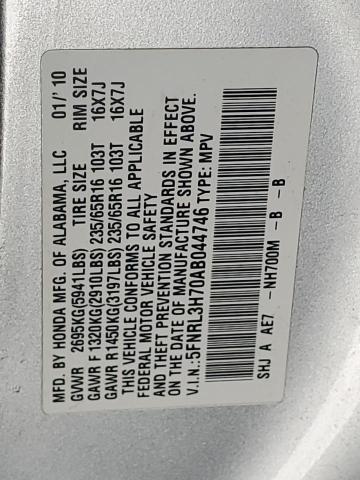 MFD. BY HONDA MFG. OF ALABAMA, LLC 01/'10
GVWR 2695KG(5941LBS) TIRE SIZE RIM SIZE
GAWR F 1320KG(2910LBS) 235/65R16 103T 16X7J
GAWR R 1450KG(3197LBS) 235/65R16 103T 16X7J
THIS VEHICLE CONFORMS TO ALL APPLICABLE
FEDERAL MOTOR VEHICLE SAFETY
AND THEFT PREVENTION STANDARDS IN EFFECT
ON THE DATE OF MANUFACTURE SHOWN ABOVE.
V.I.N.:5FNRL3H70AB044746 TYPE: MPV
SHJ A AE7 -NH700M -B -B